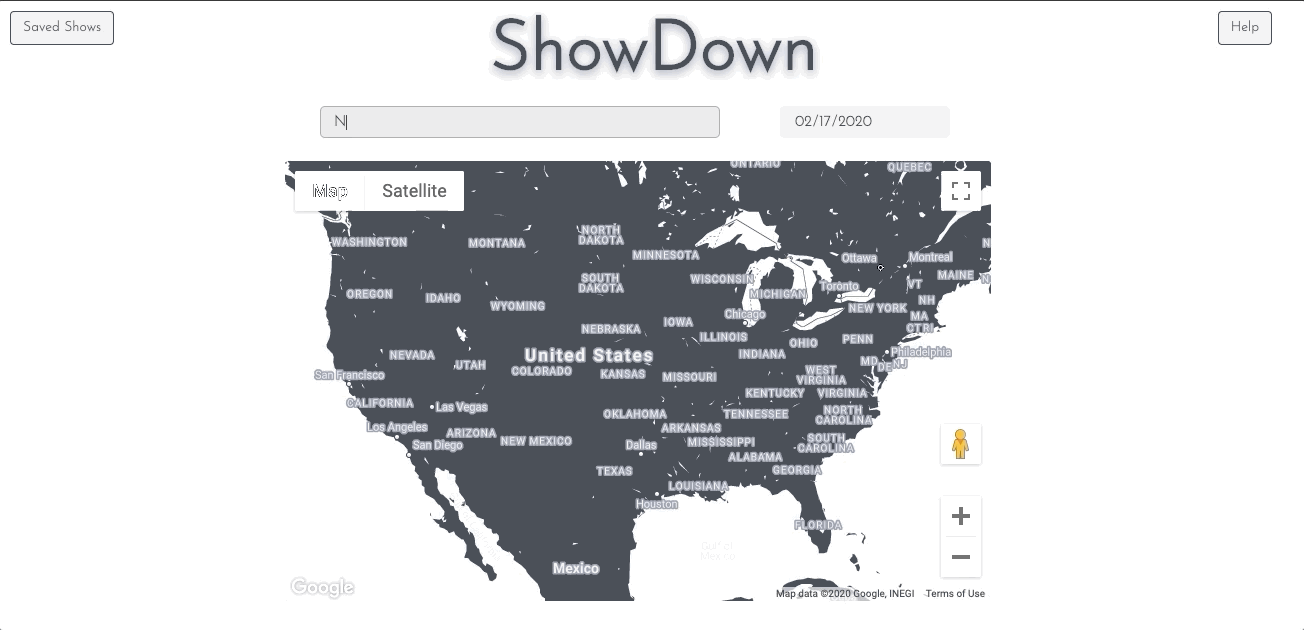 Saved Shows
ShowDown
Help
N
02/17/2020
Map
Satellite
ONTARIO
QUEBEC
WASHINGTON
MONTANA
NORTH
DAKOTA
MINNESOTA
Ottawa
Montreal
N
MAINE
N
OREGON
IDAHO
WYOMING
SOUTH
DAKOTA
WISCONSIN
MICHIGAN
Toronto
VT
NH
NEW YORK
MA
CT RI
Chicago
NEBRASKA
IOWA
ILLINOIS
INDIANA
OHIO
PENN
Philadelphia
MD
DE
NJ
NEVADA
UTAH
United States
COLORADO
KANSAS
MISSOURI
WEST
VIRGINIA
KENTUCKY
VIRGINIA
San Francisco
CALIFORNIA
Las Vegas
Los Angeles
San Diego
ARIZONA
NEW MEXICO
OKLAHOMA
ARKANSAS
TENNESSEE
NORTH
CAROLINA
SOUTH
CAROLINA
MISSISSIPPI
ALABAMA
GEORGIA
Dallas
TEXAS
LOUISIANA
Houston
FLORIDA
Gulf of
Mexico
Mexico
Google
Map data ©2020 Google, INEGI
Terms of Use